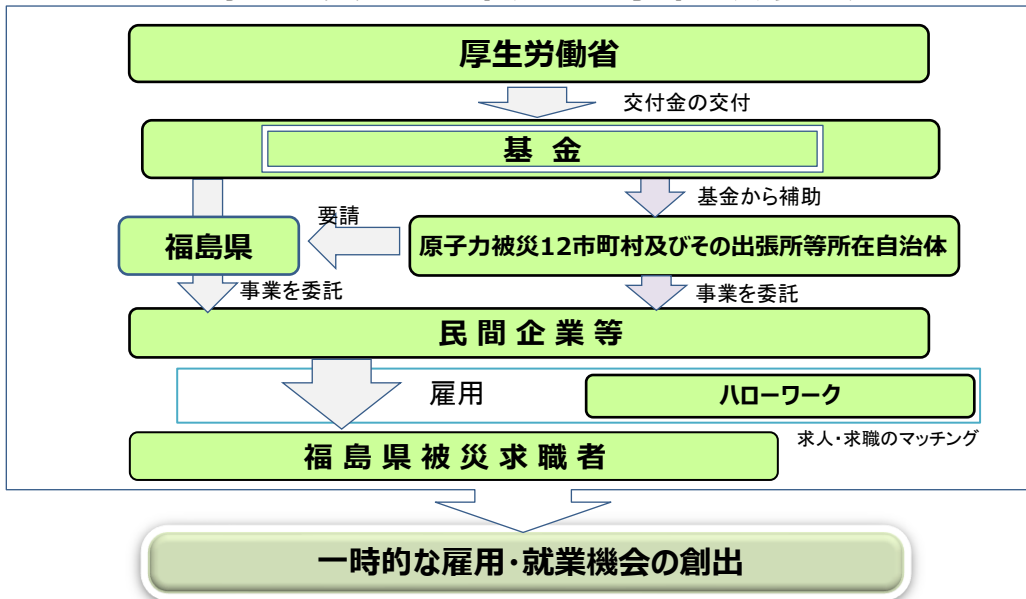 厚生労働省
交付金の交付
基 金
基金から補助
要請
福島県
原子力被災12市町村及びその出張所等所在自治体
事業を委託
事業を委託
民 間 企 業 等
雇用
ハローワーク
求人・求職のマッチング
福 島 県 被 災 求 職 者
一時的な雇用・就業機会の創出